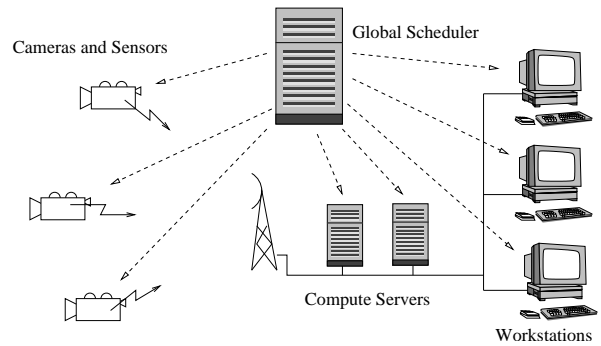 Global Scheduler
Cameras and Sensors
Compute Servers
Workstations